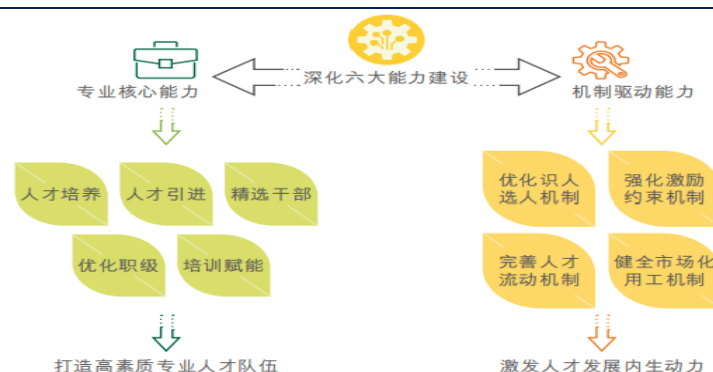 深化六大能力建设
专业核心能力
机制驱动能力
人才培养
人才引进
精选干部
优化职级
培训赋能
优化识人
选人机制
强化激励
约束机制
完善人才
流动机制
健全市场化
用工机制
打造高素质专业人才队伍
激发人才发展内生动力